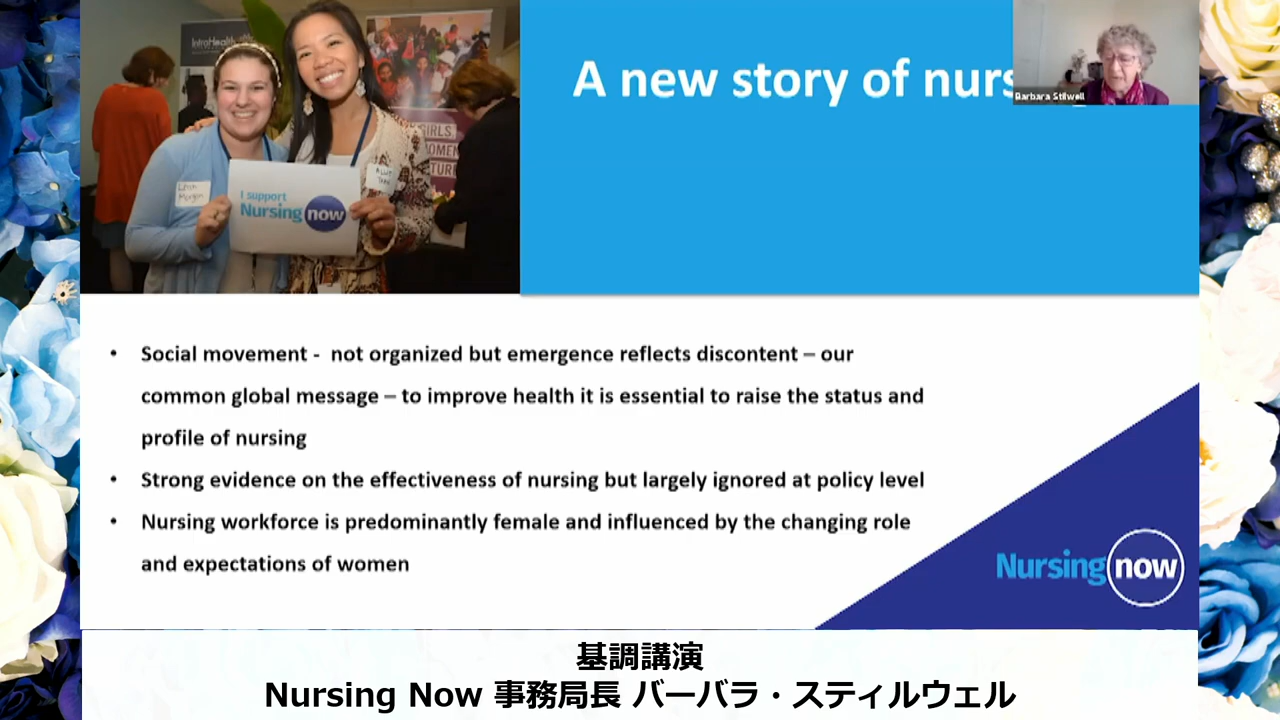 IntraHealth
A new story of nurs
Barbara Stilwell
GIRLS,
I support
Nursing now
Social movement -  not organized but emergence reflects discontent – our
common global message – to improve health it is essential to raise the status and
profile of nursing
Strong evidence on the effectiveness of nursing but largely ignored at policy level
Nursing workforce is predominantly female and influenced by the changing role
and expectations of women
Nursing now
基調講演
Nursing Now 事務局長 バーバラ・スティルウェル